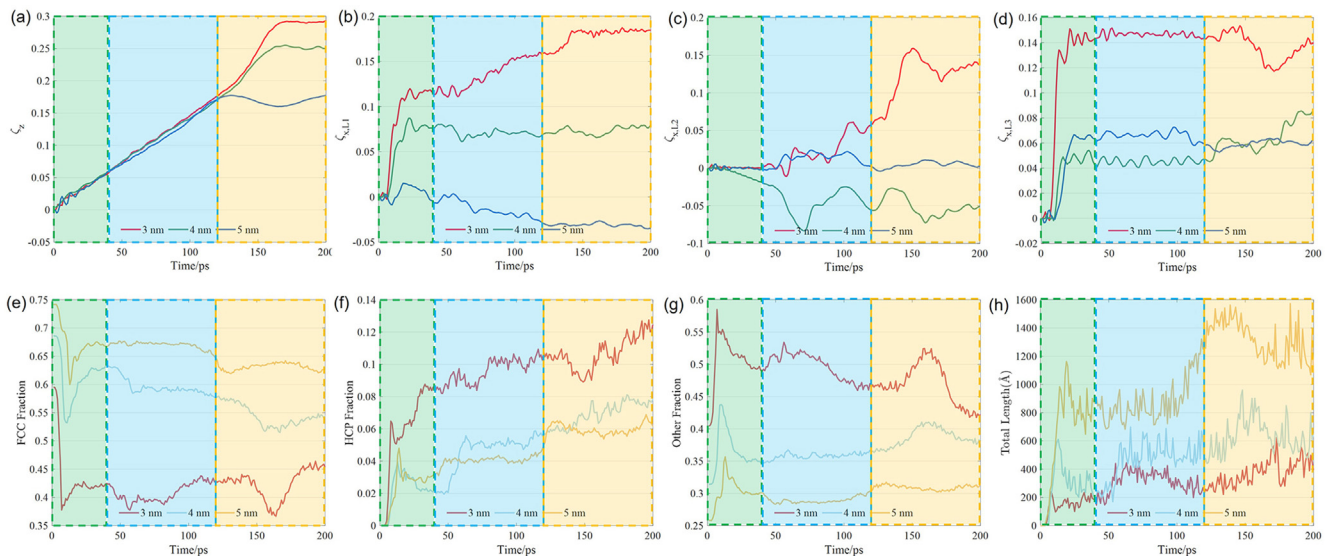 (a)
ζz
0.3
0.25
0.2
0.15
0.1
0.05
0
-0.05
3 nm 4 nm 5 nm
0 50 100 150 200
Time/ps
(b)
ζx,L1
0.2
0.15
0.1
0.05
0
-0.05
3 nm 4 nm 5 nm
0 50 100 150 200
Time/ps
(c)
ζx,L2
0.2
0.15
0.1
0.05
0
-0.05
-0.1
3 nm 4 nm 5 nm
0 50 100 150 200
Time/ps
(d)
ζx,L3
0.16
0.14
0.12
0.1
0.08
0.06
0.04
0.02
0
-0.02
3 nm 4 nm 5 nm
0 50 100 150 200
Time/ps
(e)
FCC Fraction
0.75
0.7
0.65
0.6
0.55
0.5
0.45
0.4
0.35
3 nm 4 nm 5 nm
0 50 100 150 200
Time/ps
(f)
HCP Fraction
0.14
0.12
0.1
0.08
0.06
0.04
0.02
0
3 nm 4 nm 5 nm
0 50 100 150 200
Time/ps
(g)
Other Fraction
0.6
0.55
0.5
0.45
0.4
0.35
0.3
0.25
3 nm 4 nm 5 nm
0 50 100 150 200
Time/ps
(h)
Total Length(Å)
1600
1400
1200
1000
800
600
400
200
0
3 nm 4 nm 5 nm
0 50 100 150 200
Time/ps